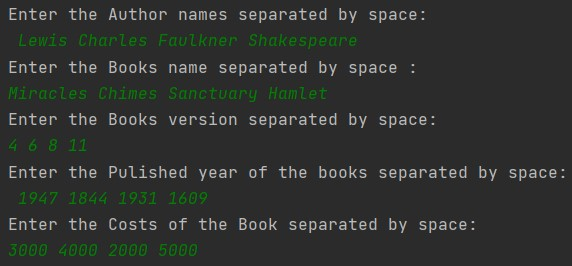 Enter the Author names separated by space:
Lewis Charles Faulkner Shakespeare
Enter the Books name separated by space :
Miracles Chimes Sanctuary Hamlet
Enter the Books version separated by space:
4 6 8 11
Enter the Pulished year of the books separated by space:
1947 1844 1931 1609
Enter the Costs of the Book separated by space:
3000 4000 2000 5000